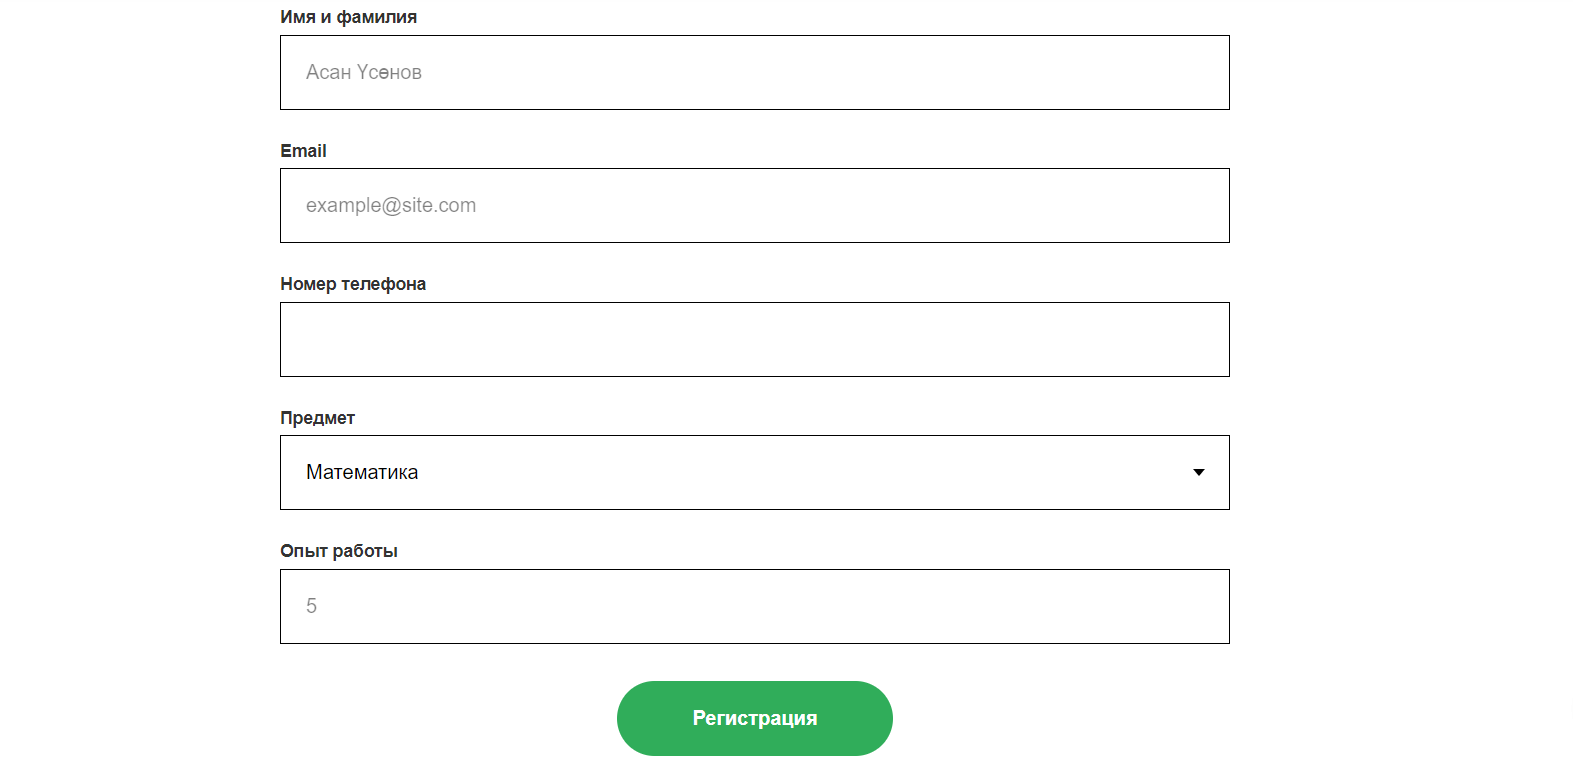 Имя и фамилия
Асан Үсөнов
Email
example@site.com
Номер телефона
Предмет
Математика
Опыт работы
5
Регистрация